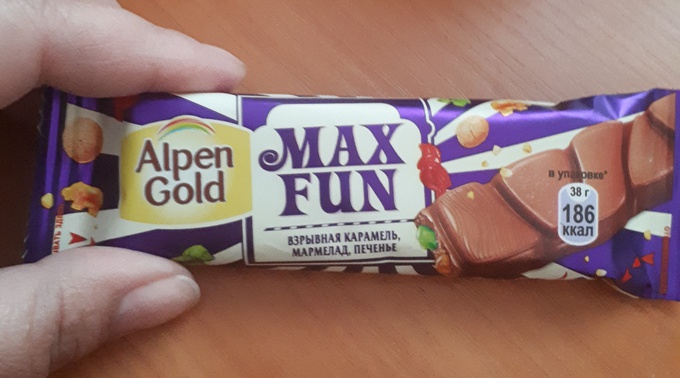 Alpen
Gold
MAX
FUN
ВЗРЫВНАЯ КАРАМЕЛЬ,
МАРМЕЛАД, ПЕЧЕНЬЕ
в упаковке*
38 г
186
ккал